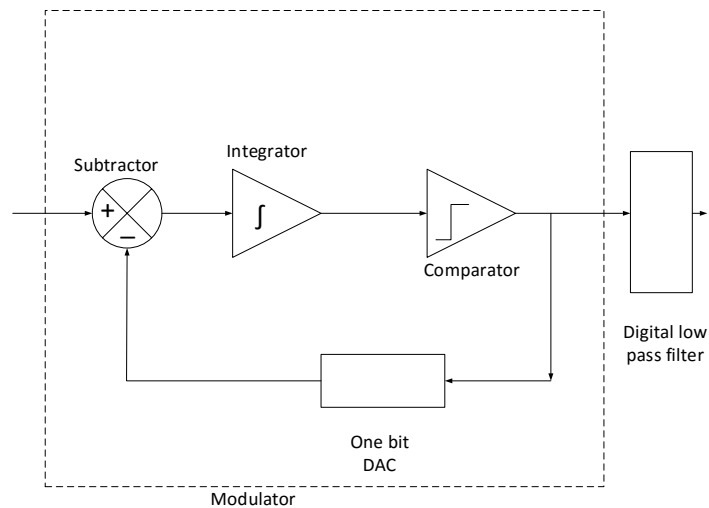 Subtractor
Integrator
+
−
∫
Comparator
Digital low
pass filter
One bit
DAC
Modulator